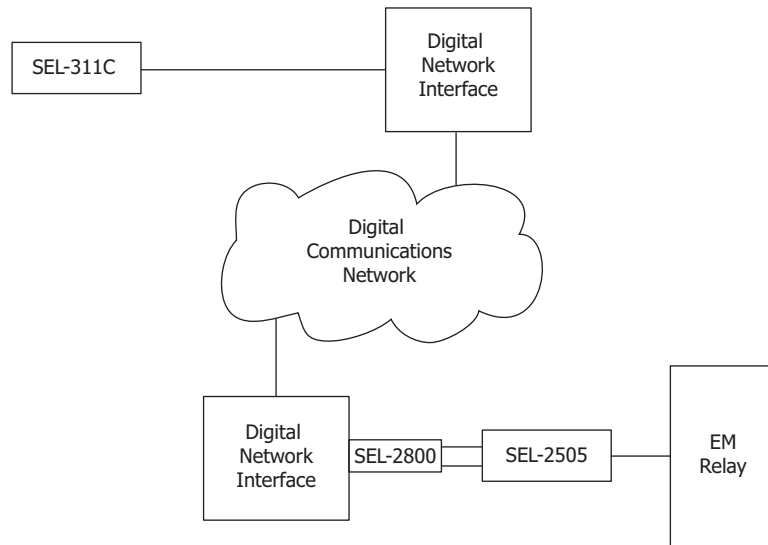 SEL-311C
Digital
Network
Interface
Digital
Communications
Network
Digital
Network
Interface
SEL-2800
SEL-2505
EM
Relay